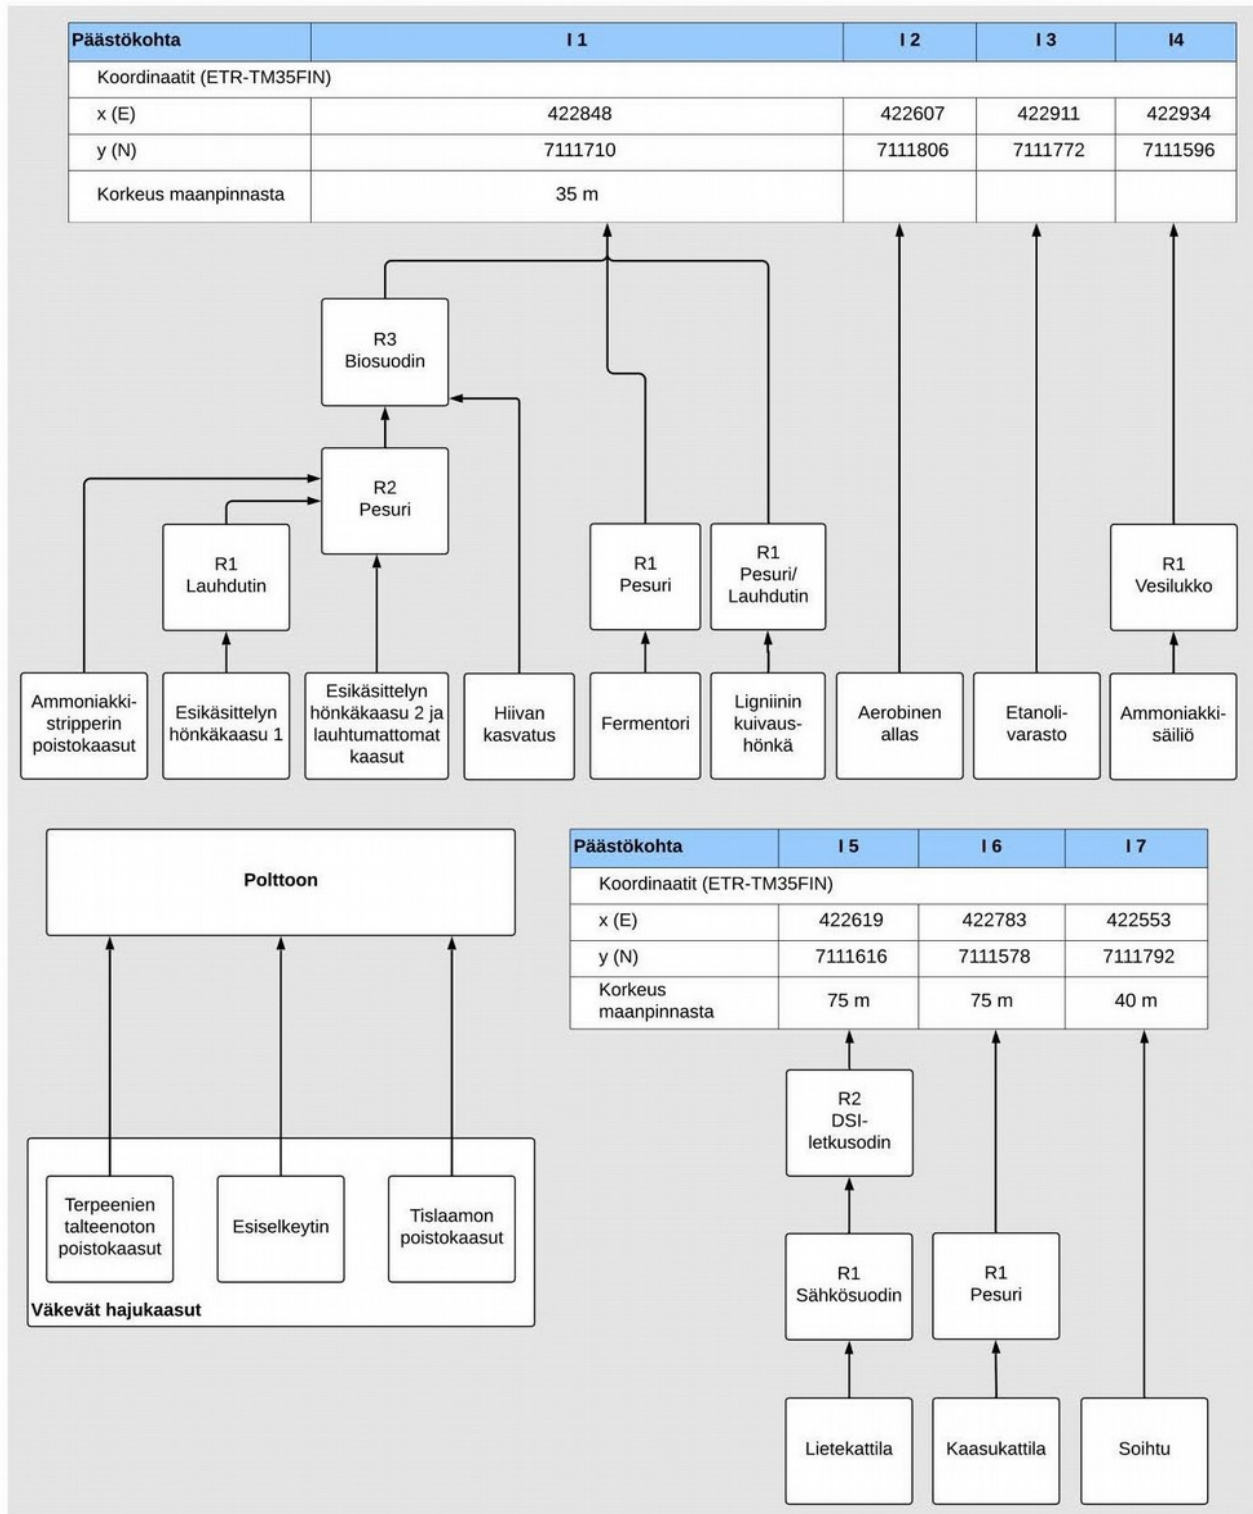 Päästökohta I 1 I 2 I 3 I4
Koordinaatit (ETR-TM35FIN)
x (E) 422848 422607 422911 422934
y (N) 7111710 7111806 7111772 7111596
Korkeus maanpinnasta 35 m
R3
Biosuodin
R2
Pesuri
R1
Lauhdutin
R1
Pesuri
R1
Pesuri/
Lauhdutin
R1
Vesilukko
Ammoniakki-
stripperin
poistokaasut
Esikäsittelyn
hönkäkaasu 1
Esikäsittelyn
hönkäkaasu 2 ja
lauhtumattomat
kaasut
Hiivan
kasvatus
Fermentori
Ligniinin
kuivaus-
hönkä
Aerobinen
allas
Etanoli-
varasto
Ammoniakki-
säiliö
Polttoon
Terpeenien
talteenoton
poistokaasut
Esiselkeytin
Tislaamon
poistokaasut
Väkevät hajukaasut
Päästökohta I 5 I 6 I 7
Koordinaatit (ETR-TM35FIN)
x (E) 422619 422783 422553
y (N) 7111616 7111578 7111792
Korkeus
maanpinnasta 75 m 75 m 40 m
R2
DSI-
letkusodin
R1
Sähkösuodin
R1
Pesuri
Lietekattila
Kaasukattila
Soihtu